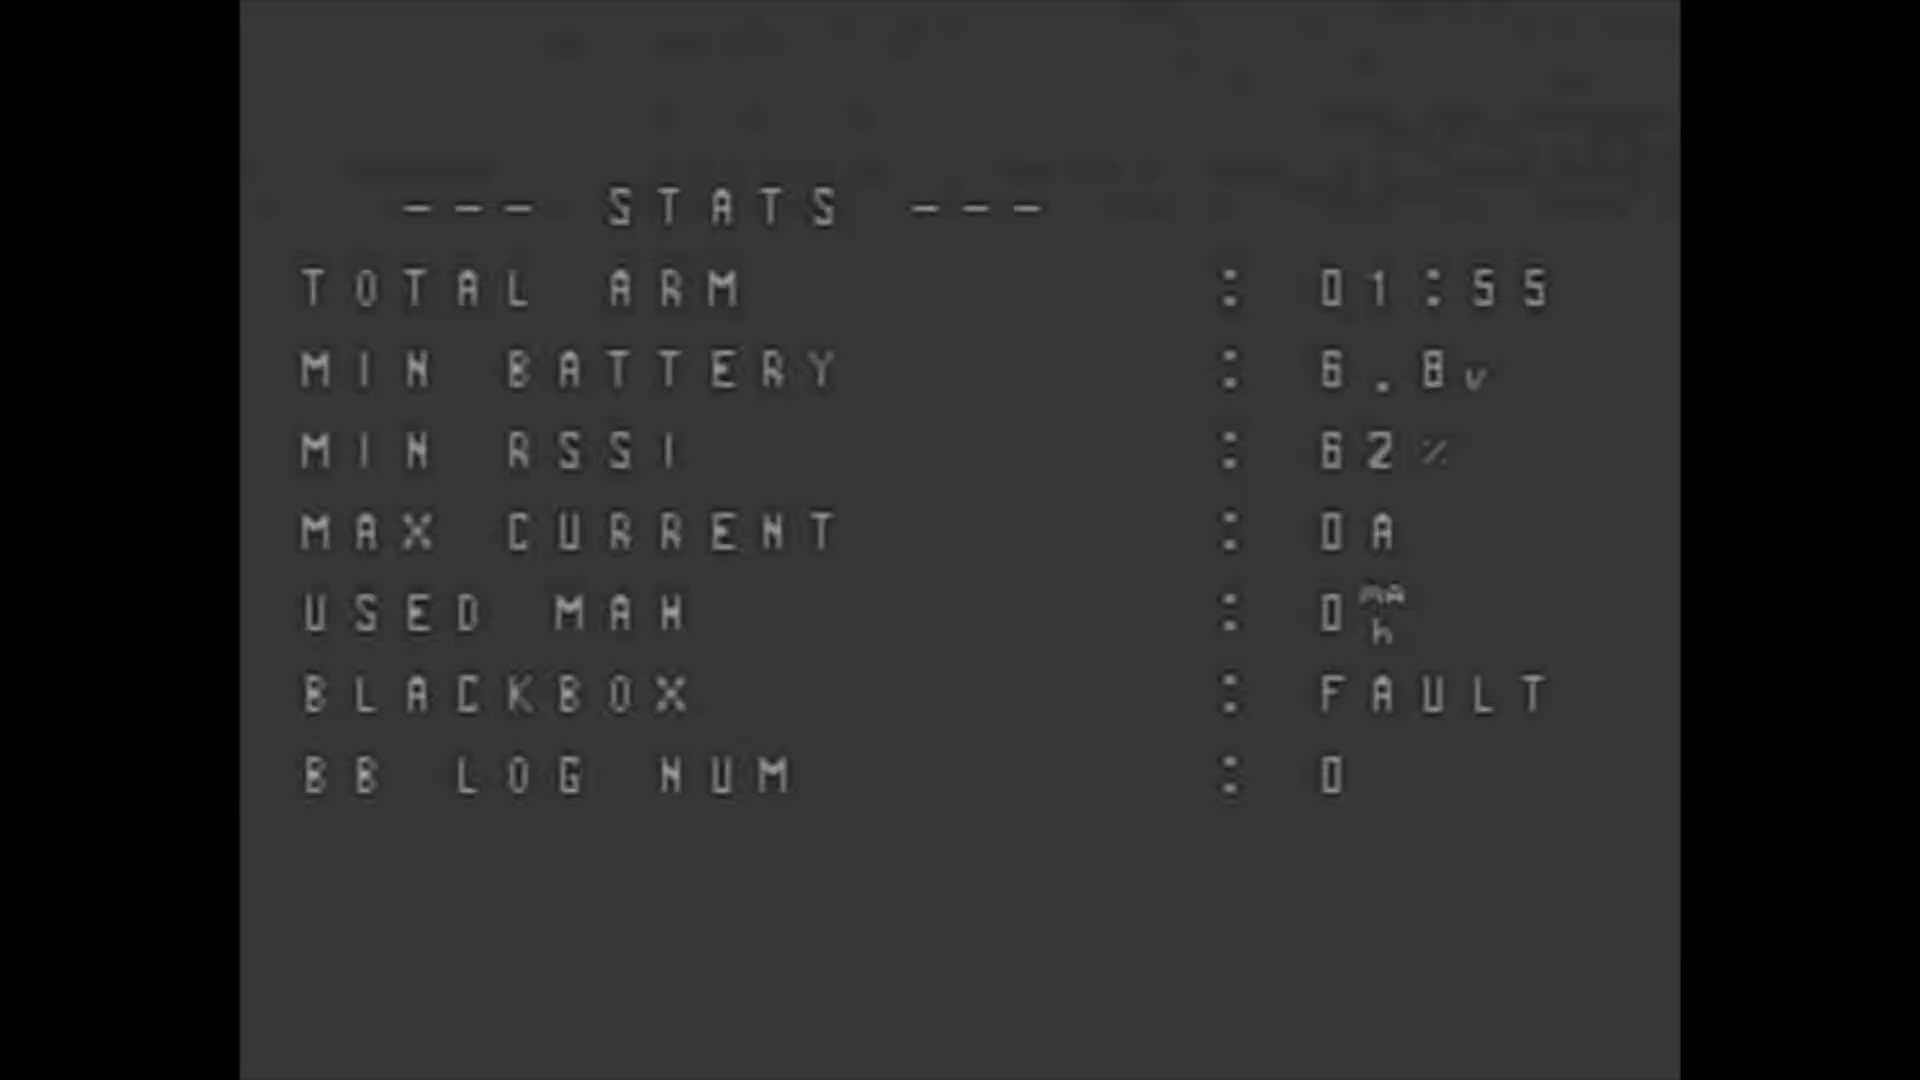 --- STATS ---
TOTAL ARM : 01:55
MIN BATTERY : 6.8v
MIN RSSI : 62%
MAX CURRENT : 0A
USED MAH : 0mAh
BLACKBOX : FAULT
BB LOG NUM : 0